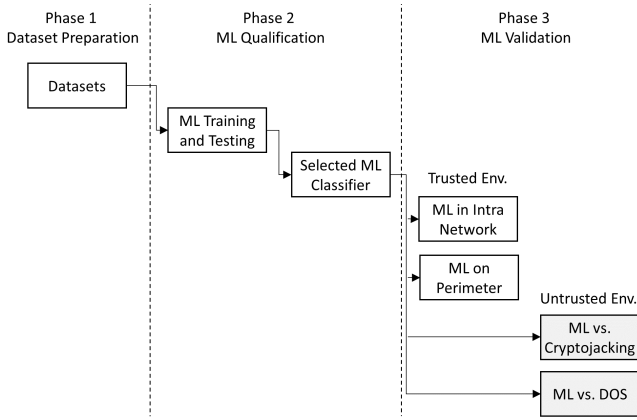 Phase 1
Dataset Preparation
Phase 2
ML Qualification
Phase 3
ML Validation
Datasets
ML Training
and Testing
Selected ML
Classifier
Trusted Env.
ML in Intra
Network
ML on
Perimeter
Untrusted Env.
ML vs.
Cryptojacking
ML vs. DOS